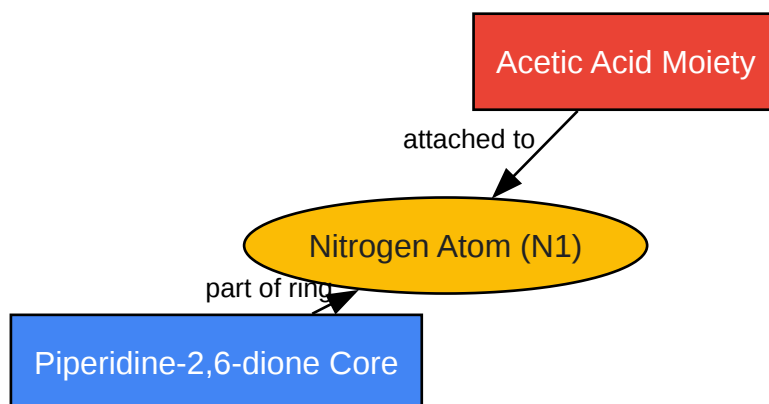 Acetic Acid Moiety
attached to
Nitrogen Atom (N1)
part of ring
Piperidine-2,6-dione Core